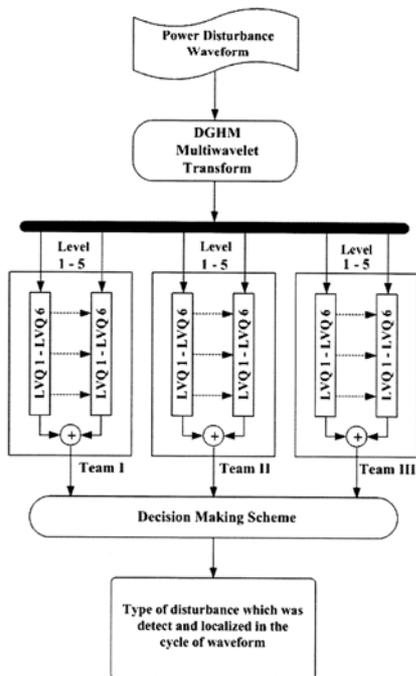 Power Disturbance
Waveform
DGHM
Multiwavelet
Transform
Level
1 - 5
Level
1 - 5
Level
1 - 5
LVQ 1 - LVQ 6
LVQ 1 - LVQ 6
LVQ 1 - LVQ 6
LVQ 1 - LVQ 6
LVQ 1 - LVQ 6
LVQ 1 - LVQ 6
+
+
+
Team I
Team II
Team III
Decision Making Scheme
Type of disturbance which was
detect and localized in the
cycle of waveform